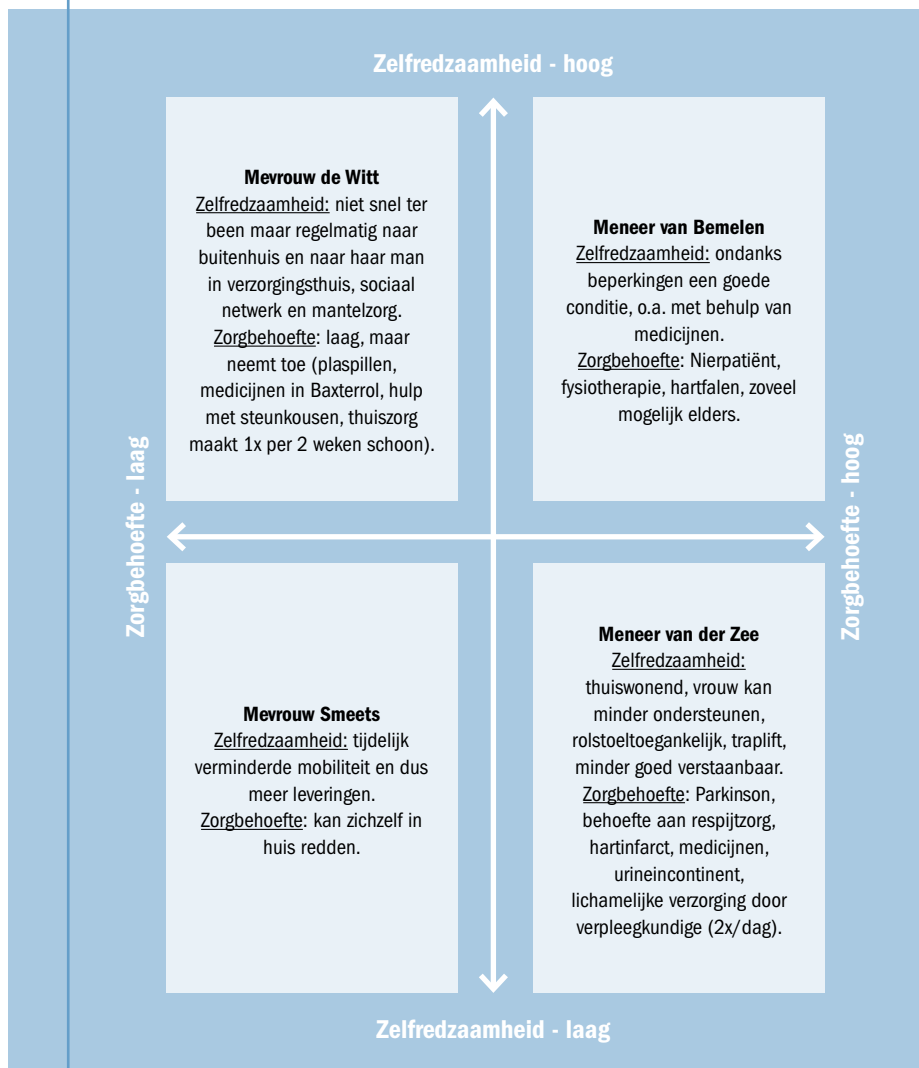 Zelfredzaamheid - hoog
Mevrouw de Witt
Zelfredzaamheid: niet snel ter
been maar regelmatig naar
buitenhuis en naar haar man
in verzorgingsthuis, sociaal
netwerk en mantelzorg.
Zorgbehoefte: laag, maar
neemt toe (plaspillen,
medicijnen in Baxterrol, hulp
met steunkousen, thuiszorg
maakt 1x per 2 weken schoon).
Meneer van Bemelen
Zelfredzaamheid: ondanks
beperkingen een goede
conditie, o.a. met behulp van
medicijnen.
Zorgbehoefte: Nierpatiënt,
fysiotherapie, hartfalen, zoveel
mogelijk elders.
Zorgbehoefte - laag
Zorgbehoefte - hoog
Mevrouw Smeets
Zelfredzaamheid: tijdelijk
verminderde mobiliteit en dus
meer leveringen.
Zorgbehoefte: kan zichzelf in
huis redden.
Meneer van der Zee
Zelfredzaamheid:
thuiswonend, vrouw kan
minder ondersteunen,
rolstoeltoegankelijk, traplift,
minder goed verstaanbaar.
Zorgbehoefte: Parkinson,
behoefte aan respijtzorg,
hartinfarct, medicijnen,
urineincontinent,
lichamelijke verzorging door
verpleegkundige (2x/dag).
Zelfredzaamheid - laag